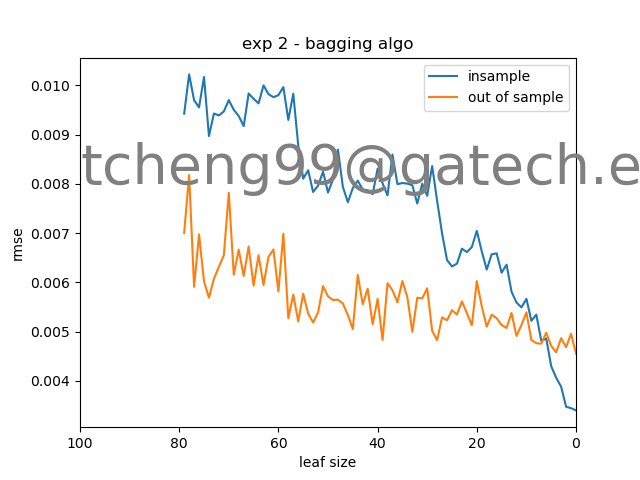 exp 2 - bagging algo
insample
out of sample
0.010
0.009
tcheng99@gatech.e
0.008
0.007
rmse
0.006
0.005
0.004
100 80 60 40 20 0
leaf size